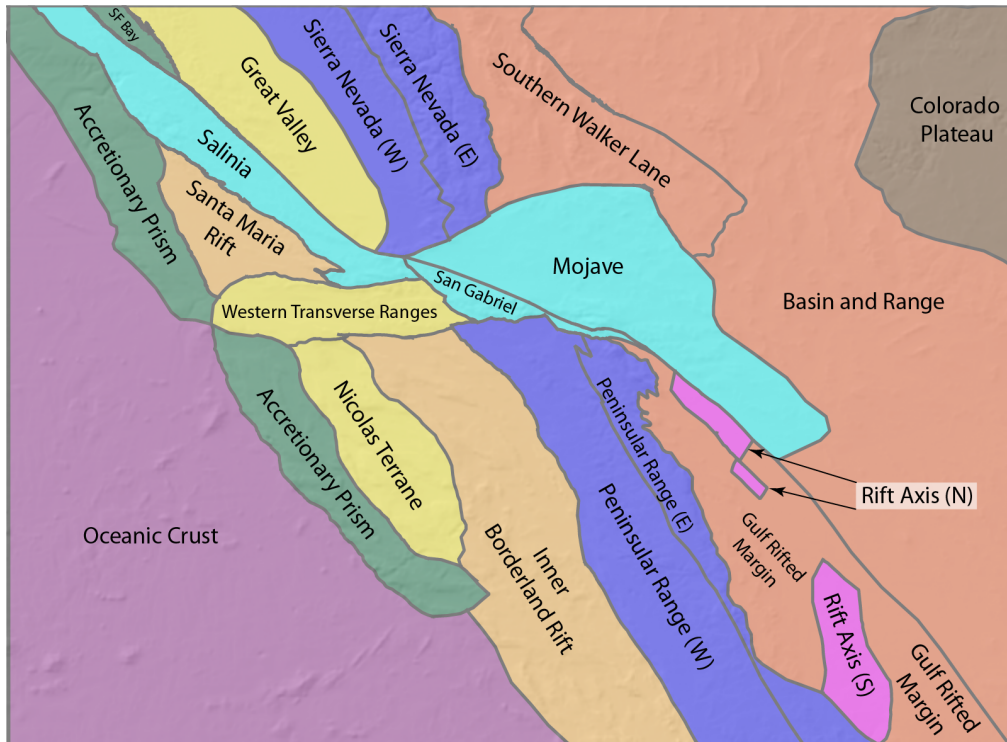 SF Bay
Great Valley
Sierra Nevada (W)
Sierra Nevada (E)
Southern Walker Lane
Colorado
Plateau
Accretionary Prism
Salinia
Santa Maria
Rift
Mojave
San Gabriel
Basin and Range
Western Transverse Ranges
Accretionary Prism
Nicolas Terrane
Peninsular Range (E)
Rift Axis (N)
Oceanic Crust
Inner
Borderland Rift
Peninsular Range (W)
Gulf Rifted
Margin
Rift Axis (S)
Gulf Rifted
Margin